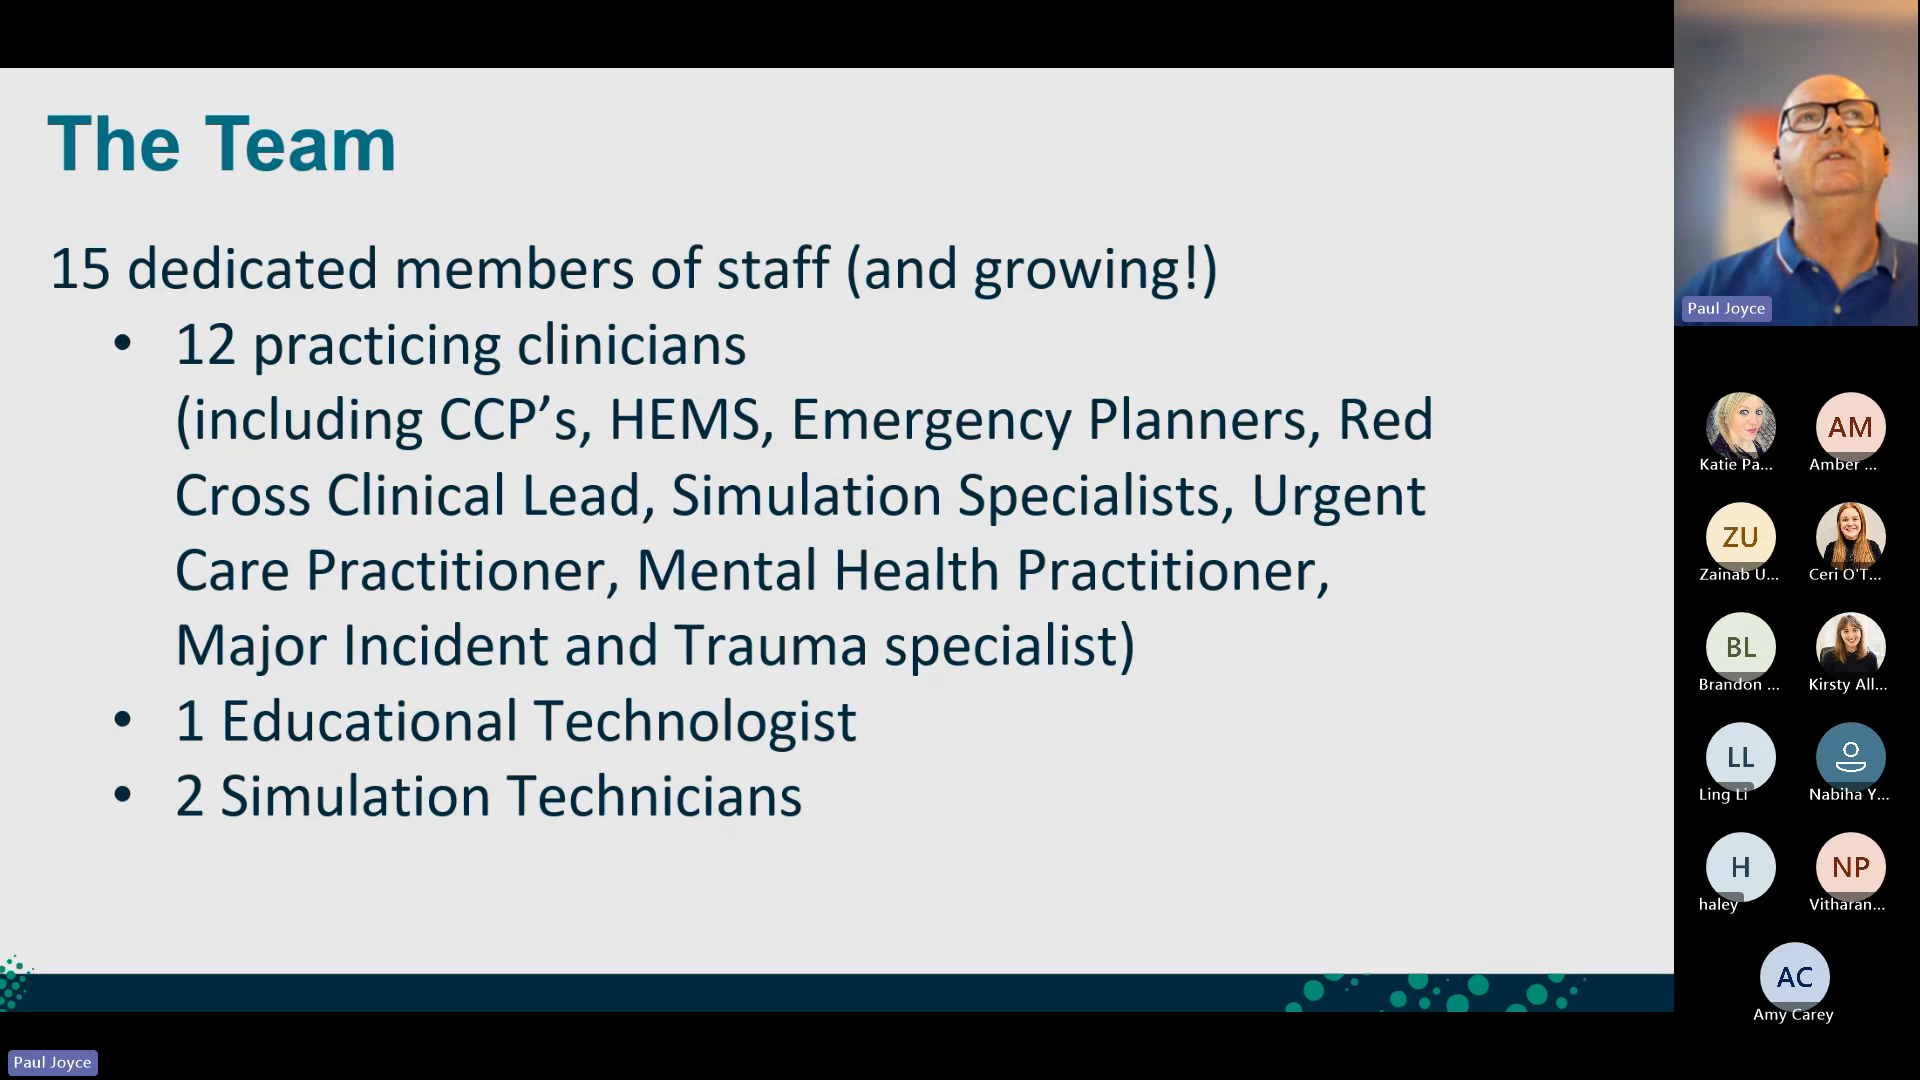 The Team
15 dedicated members of staff (and growing!)
• 12 practicing clinicians
(including CCP’s, HEMS, Emergency Planners, Red
Cross Clinical Lead, Simulation Specialists, Urgent
Care Practitioner, Mental Health Practitioner,
Major Incident and Trauma specialist)
• 1 Educational Technologist
• 2 Simulation Technicians
Paul Joyce
Katie Pa...
AM
Amber ...
ZU
Zainab U...
Ceri O'T...
BL
Brandon ...
Kirsty All...
LL
Ling Li
Nabiha Y...
H
haley
NP
Vitharan...
AC
Amy Carey
Paul Joyce